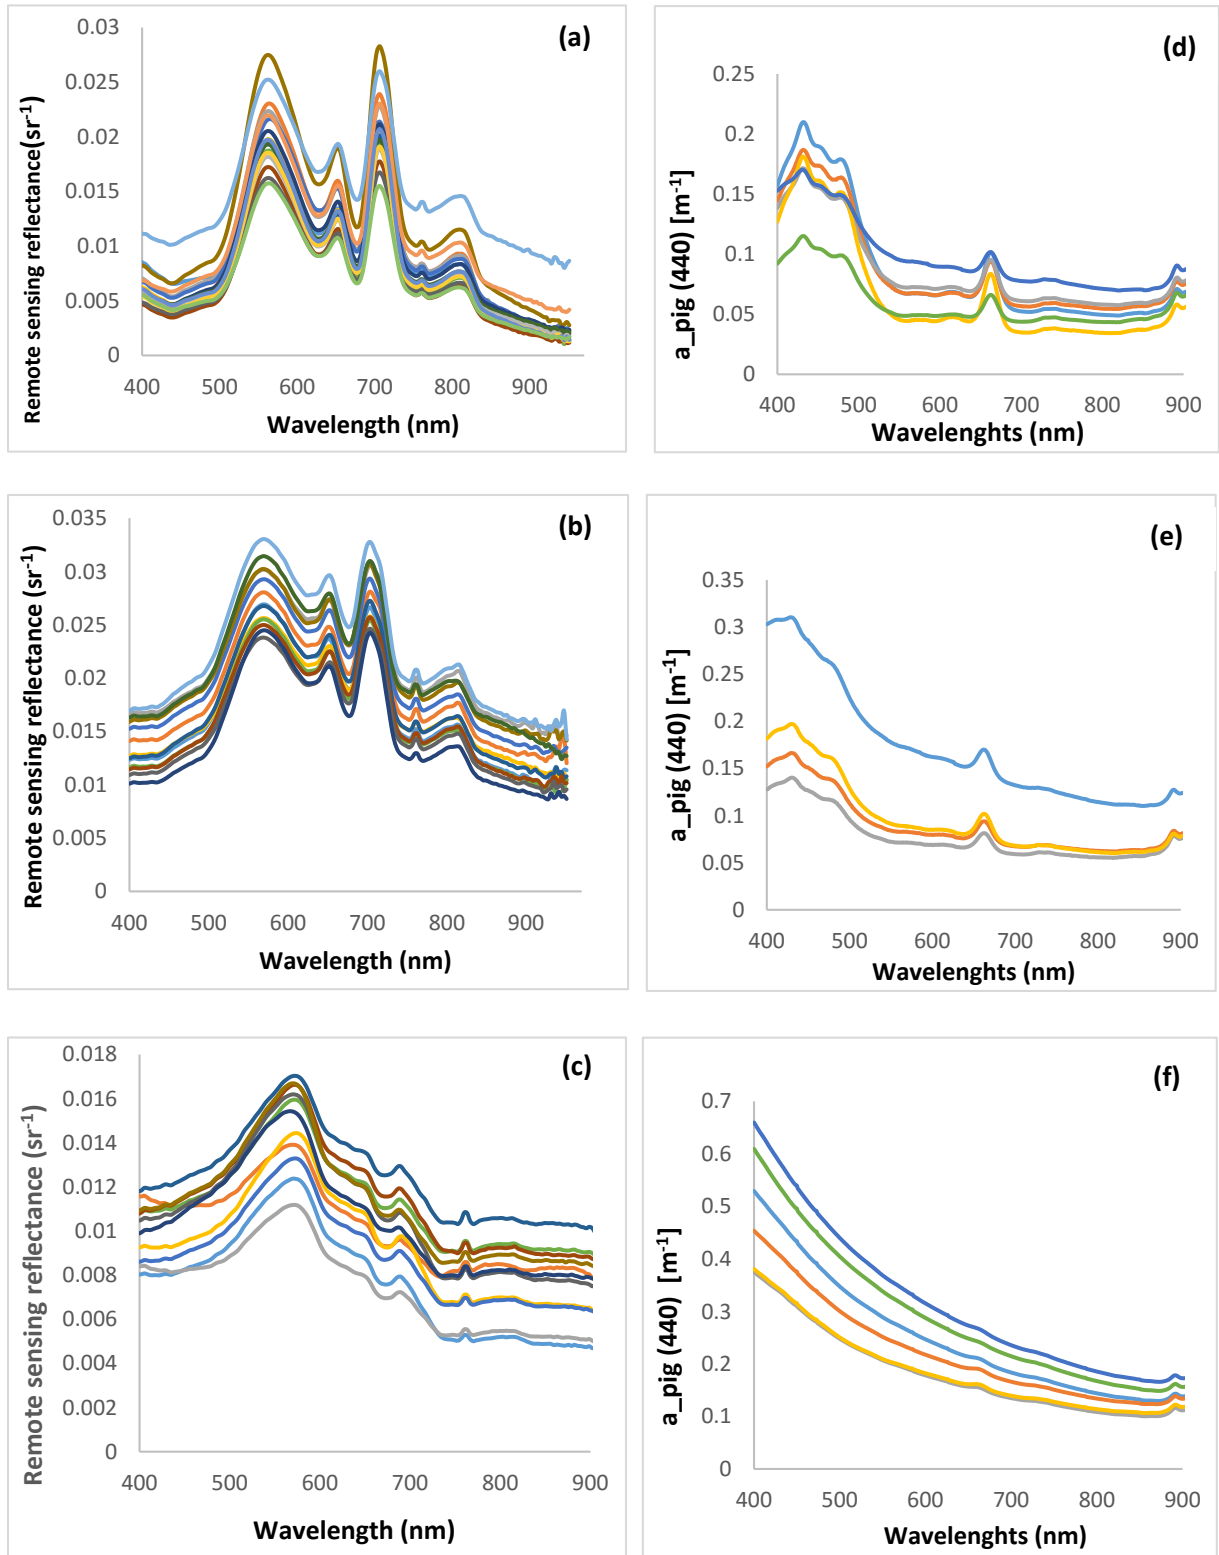 (a)
Remote sensing reflectance(sr⁻¹)
0.03
0.025
0.02
0.015
0.01
0.005
0
400 500 600 700 800 900
Wavelength (nm)
(d)
a_pig (440) [m⁻¹]
0.25
0.2
0.15
0.1
0.05
0
400 500 600 700 800 900
Wavelenghts (nm)
(b)
Remote sensing reflectance (sr⁻¹)
0.035
0.03
0.025
0.02
0.015
0.01
0.005
0
400 500 600 700 800 900
Wavelength (nm)
(e)
a_pig (440) [m⁻¹]
0.35
0.3
0.25
0.2
0.15
0.1
0.05
0
400 500 600 700 800 900
Wavelenghts (nm)
(c)
Remote sensing reflectance (sr⁻¹)
0.018
0.016
0.014
0.012
0.01
0.008
0.006
0.004
0.002
0
400 500 600 700 800 900
Wavelength (nm)
(f)
a_pig (440) [m⁻¹]
0.7
0.6
0.5
0.4
0.3
0.2
0.1
0
400 500 600 700 800 900
Wavelenghts (nm)